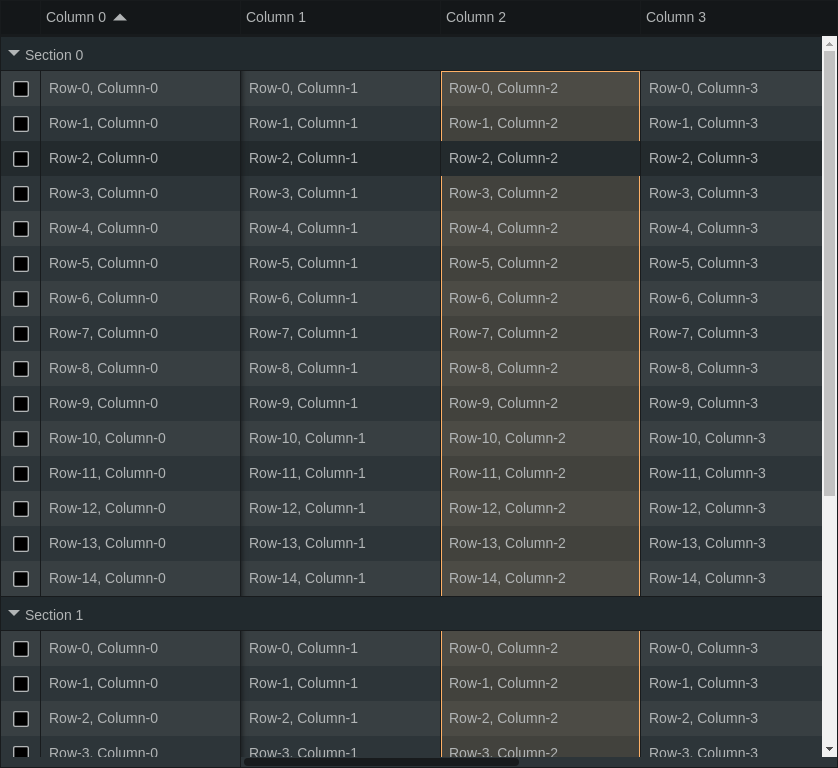 Column 0 Column 1 Column 2 Column 3
Section 0
Row-0, Column-0 Row-0, Column-1 Row-0, Column-2 Row-0, Column-3
Row-1, Column-0 Row-1, Column-1 Row-1, Column-2 Row-1, Column-3
Row-2, Column-0 Row-2, Column-1 Row-2, Column-2 Row-2, Column-3
Row-3, Column-0 Row-3, Column-1 Row-3, Column-2 Row-3, Column-3
Row-4, Column-0 Row-4, Column-1 Row-4, Column-2 Row-4, Column-3
Row-5, Column-0 Row-5, Column-1 Row-5, Column-2 Row-5, Column-3
Row-6, Column-0 Row-6, Column-1 Row-6, Column-2 Row-6, Column-3
Row-7, Column-0 Row-7, Column-1 Row-7, Column-2 Row-7, Column-3
Row-8, Column-0 Row-8, Column-1 Row-8, Column-2 Row-8, Column-3
Row-9, Column-0 Row-9, Column-1 Row-9, Column-2 Row-9, Column-3
Row-10, Column-0 Row-10, Column-1 Row-10, Column-2 Row-10, Column-3
Row-11, Column-0 Row-11, Column-1 Row-11, Column-2 Row-11, Column-3
Row-12, Column-0 Row-12, Column-1 Row-12, Column-2 Row-12, Column-3
Row-13, Column-0 Row-13, Column-1 Row-13, Column-2 Row-13, Column-3
Row-14, Column-0 Row-14, Column-1 Row-14, Column-2 Row-14, Column-3
Section 1
Row-0, Column-0 Row-0, Column-1 Row-0, Column-2 Row-0, Column-3
Row-1, Column-0 Row-1, Column-1 Row-1, Column-2 Row-1, Column-3
Row-2, Column-0 Row-2, Column-1 Row-2, Column-2 Row-2, Column-3
Row-3, Column-0 Row-3, Column-1 Row-3, Column-2 Row-3, Column-3